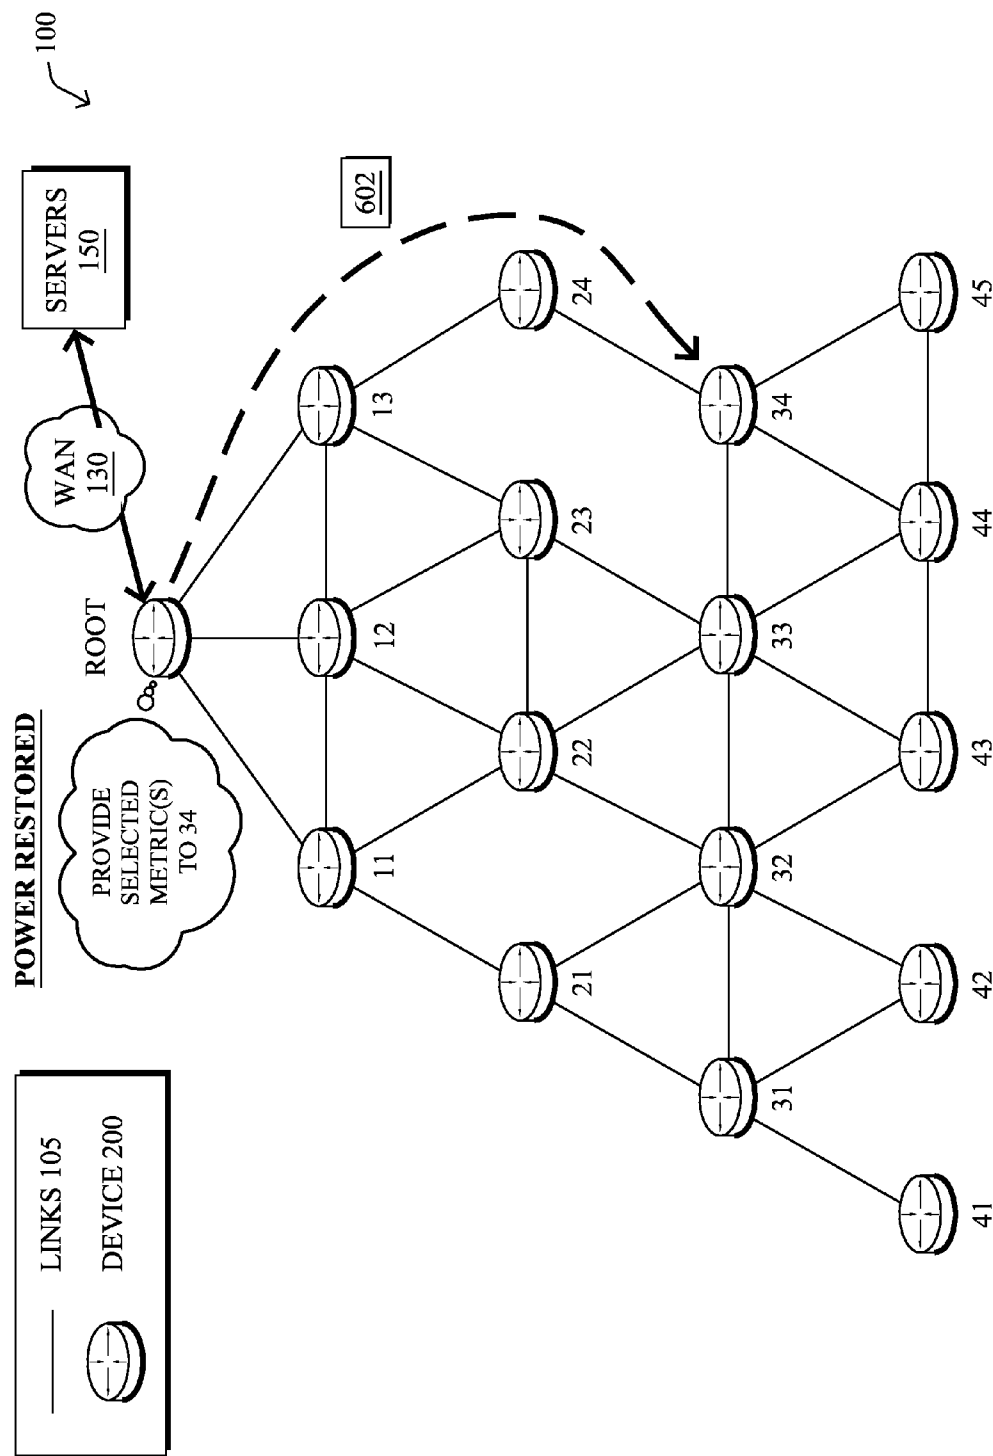 100
SERVERS
150
WAN
130
602
ROOT
POWER RESTORED
PROVIDE
SELECTED
METRIC(S)
TO 34
LINKS 105
DEVICE 200
11
12
13
21
22
23
24
31
32
33
34
41
42
43
44
45